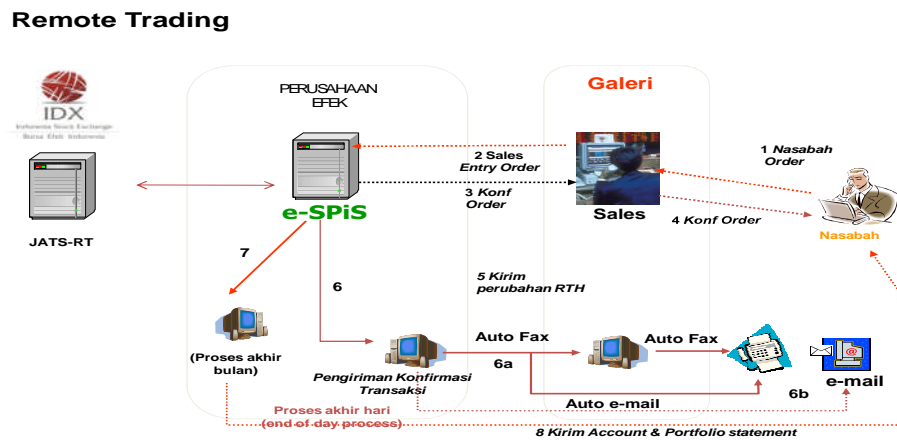 Remote Trading
IDX
Indonesia Stock Exchange
Bursa Efek Indonesia
JATS-RT
PERUSAHAAN
EFEK
e-SPiS
Galeri
Sales
2 Sales
Entry Order
3 Konf
Order
1 Nasabah
Order
4 Konf Order
Nasabah
7
6
5 Kirim
perubahan RTH
(Proses akhir
bulan)
Pengiriman Konfirmasi
Transaksi
Auto Fax
6a
Auto Fax
6b
@
e-mail
Auto e-mail
Proses akhir hari
(end of day process)
8 Kirim Account & Portfolio statement